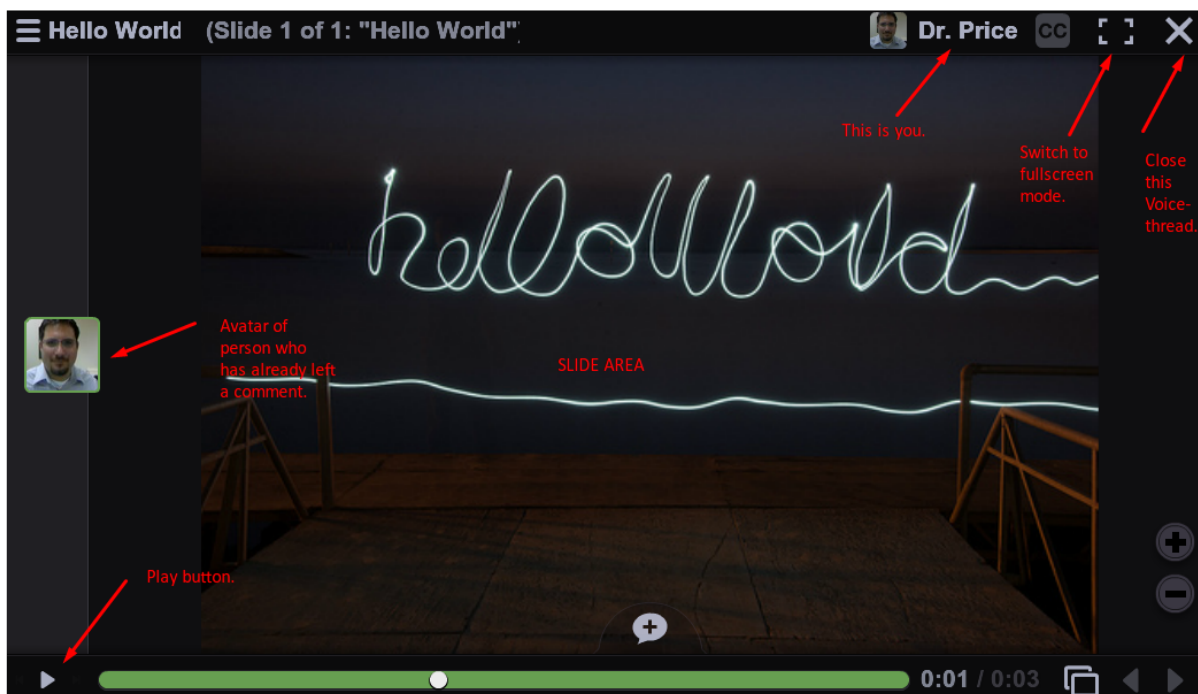 Hello World (Slide 1 of 1: "Hello World") Dr. Price CC
This is you.
Switch to
fullscreen
mode.
Close
this
Voice-
thread.
helloWorld
Avatar of
person who
has already left
a comment.
SLIDE AREA
Play button.
0:01 / 0:03